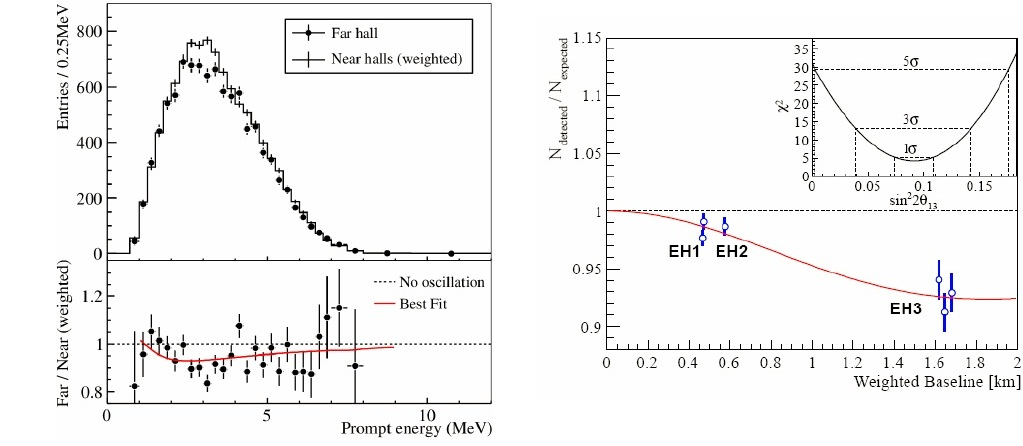 Entries / 0.25MeV
800
600
400
200
0
Far hall
Near halls (weighted)
Far / Near (weighted)
1.2
1
0.8
No oscillation
Best Fit
0
5
10
Prompt energy (MeV)
N detected / N expected
1.15
1.1
1.05
1
0.95
0.9
EH1
EH2
EH3
0
0.2
0.4
0.6
0.8
1
1.2
1.4
1.6
1.8
2
Weighted Baseline [km]
χ²
35
30
25
20
15
10
5
0
5σ
3σ
1σ
0
0.05
0.1
0.15
sin²2θ₁₃